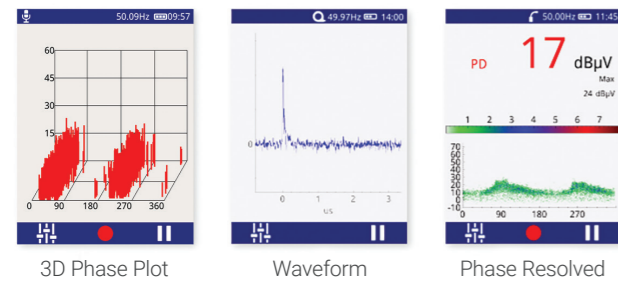 50.09Hz 09:57
60
45
30
15
0 90 180 270 360
3D Phase Plot
49.97Hz 14:00
0
0 1 2 3
us
Waveform
50.00Hz 11:45
PD 17 dBµV
Max
24 dBµV
1 2 3 4 5 6 7
70
60
50
40
30
20
10
0
-10
0 90 180 270
Phase Resolved